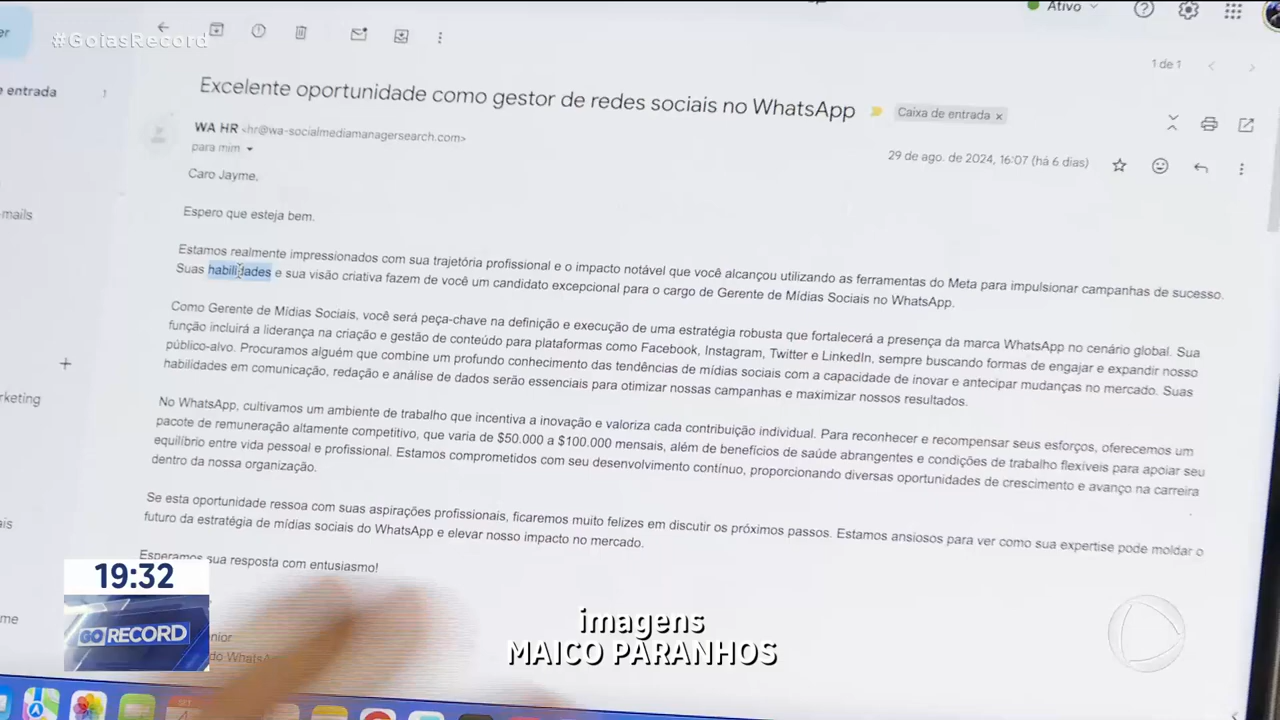 Ativo
#GoiasRecord
1 de 1
e entrada
1
Excelente oportunidade como gestor de redes sociais no WhatsApp
Caixa de entrada ×
WA HR <hr@wa-socialmediamanagersearch.com>
para mim
29 de ago. de 2024, 16:07 (há 6 dias)
Caro Jayme,
mails
Espero que esteja bem.
Estamos realmente impressionados com sua trajetória profissional e o impacto notável que você alcançou utilizando as ferramentas do Meta para impulsionar campanhas de sucesso.
Suas habilidades e sua visão criativa fazem de você um candidato excepcional para o cargo de Gerente de Mídias Sociais no WhatsApp.
Como Gerente de Mídias Sociais, você será peça-chave na definição e execução de uma estratégia robusta que fortalecerá a presença da marca WhatsApp no cenário global. Sua
função incluirá a liderança na criação e gestão de conteúdo para plataformas como Facebook, Instagram, Twitter e LinkedIn, sempre buscando formas de engajar e expandir nosso
público-alvo. Procuramos alguém que combine um profundo conhecimento das tendências de mídias sociais com a capacidade de inovar e antecipar mudanças no mercado. Suas
habilidades em comunicação, redação e análise de dados serão essenciais para otimizar nossas campanhas e maximizar nossos resultados.
rketing
No WhatsApp, cultivamos um ambiente de trabalho que incentiva a inovação e valoriza cada contribuição individual. Para reconhecer e recompensar seus esforços, oferecemos um
pacote de remuneração altamente competitivo, que varia de $50.000 a $100.000 mensais, além de benefícios de saúde abrangentes e condições de trabalho flexíveis para apoiar seu
equilíbrio entre vida pessoal e profissional. Estamos comprometidos com seu desenvolvimento contínuo, proporcionando diversas oportunidades de crescimento e avanço na carreira
dentro da nossa organização.
Se esta oportunidade ressoa com suas aspirações profissionais, ficaremos muito felizes em discutir os próximos passos. Estamos ansiosos para ver como sua expertise pode moldar o
futuro da estratégia de mídias sociais do WhatsApp e elevar nosso impacto no mercado.
Esperamos sua resposta com entusiasmo!
19:32
GO RECORD
imagens
MAICO PARANHOS